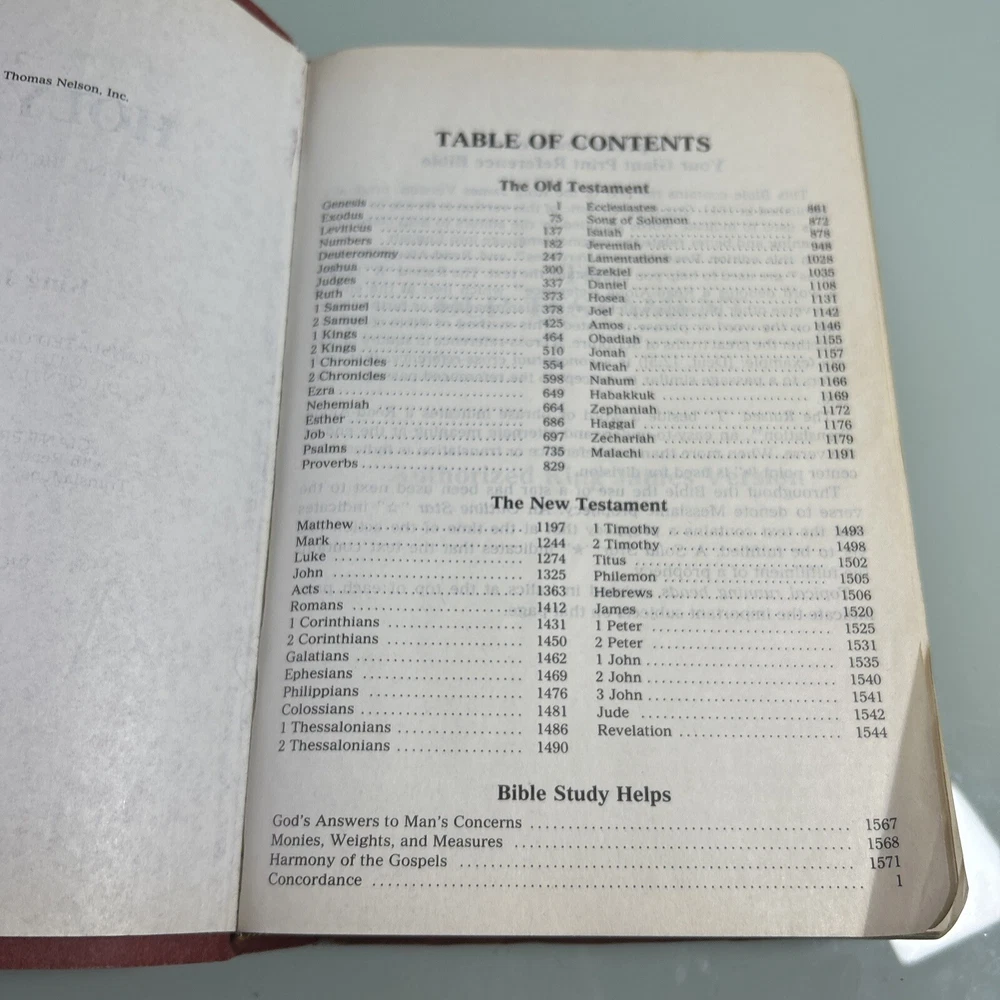 Thomas Nelson, Inc.
TABLE OF CONTENTS
The Old Testament
Genesis 1
Exodus 75
Leviticus 137
Numbers 182
Deuteronomy 247
Joshua 300
Judges 337
Ruth 373
1 Samuel 378
2 Samuel 425
1 Kings 464
2 Kings 510
1 Chronicles 554
2 Chronicles 598
Ezra 649
Nehemiah 664
Esther 686
Job 697
Psalms 735
Proverbs 829
Ecclesiastes 861
Song of Solomon 872
Isaiah 878
Jeremiah 948
Lamentations 1028
Ezekiel 1035
Daniel 1108
Hosea 1131
Joel 1142
Amos 1146
Obadiah 1155
Jonah 1157
Micah 1160
Nahum 1166
Habakkuk 1169
Zephaniah 1172
Haggai 1176
Zechariah 1179
Malachi 1191
The New Testament
Matthew 1197
Mark 1244
Luke 1274
John 1325
Acts 1363
Romans 1412
1 Corinthians 1431
2 Corinthians 1450
Galatians 1462
Ephesians 1469
Philippians 1476
Colossians 1481
1 Thessalonians 1486
2 Thessalonians 1490
1 Timothy 1493
2 Timothy 1498
Titus 1502
Philemon 1505
Hebrews 1506
James 1520
1 Peter 1525
2 Peter 1531
1 John 1535
2 John 1540
3 John 1541
Jude 1542
Revelation 1544
Bible Study Helps
God's Answers to Man's Concerns 1567
Monies, Weights, and Measures 1568
Harmony of the Gospels 1571
Concordance 1